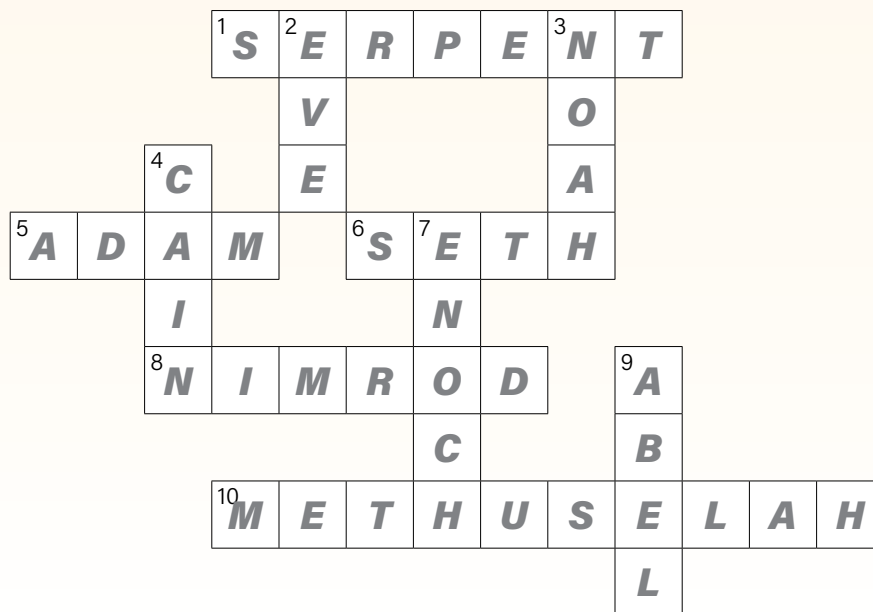 1 S 2 E R P E 3 N T
V O
4 C E A
5 A D A M 6 S 7 E T H
I N
8 N I M R O D 9 A
C B
10 M E T H U S E L A H
L